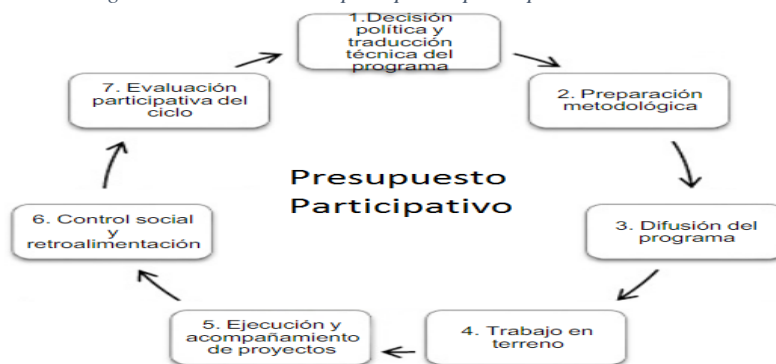 1.Decisión
política y
traducción
técnica del
programa
2. Preparación
metodológica
3. Difusión del
programa
4. Trabajo en
terreno
5. Ejecución y
acompañamiento
de proyectos
6. Control social
y
retroalimentación
7. Evaluación
participativa del
ciclo
Presupuesto
Participativo